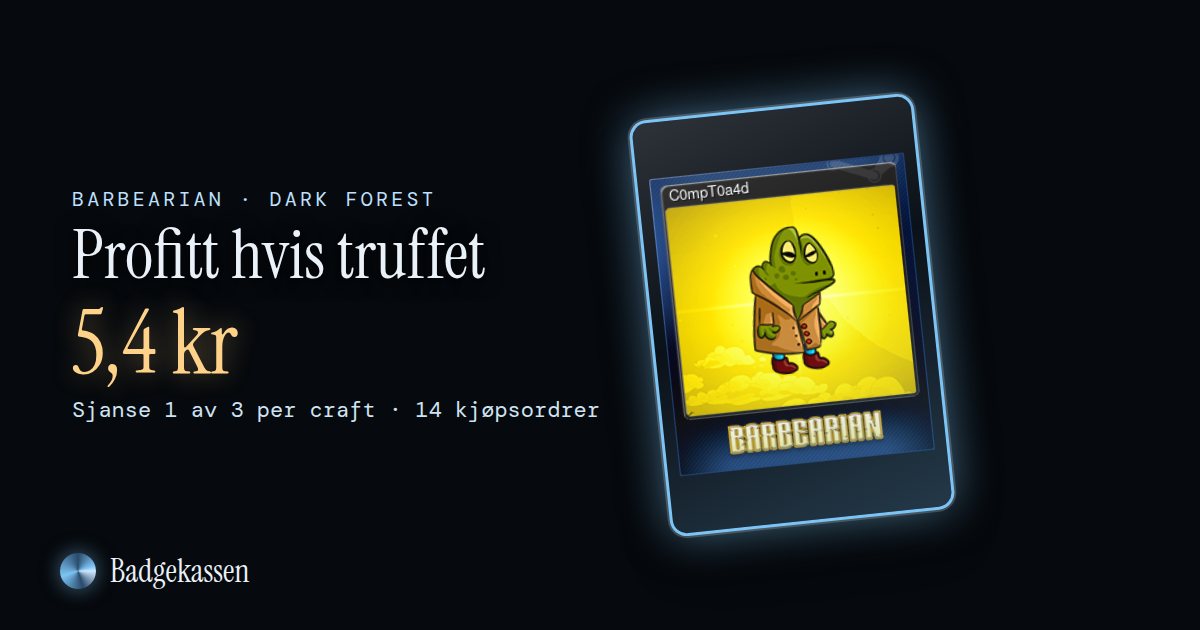 BARBEARIAN · DARK FOREST
Profitt hvis truffet
5,4 kr
Sjanse 1 av 3 per craft · 14 kjøpsordrer
Badgekassen
C0mpT0a4d
BARBEARIAN